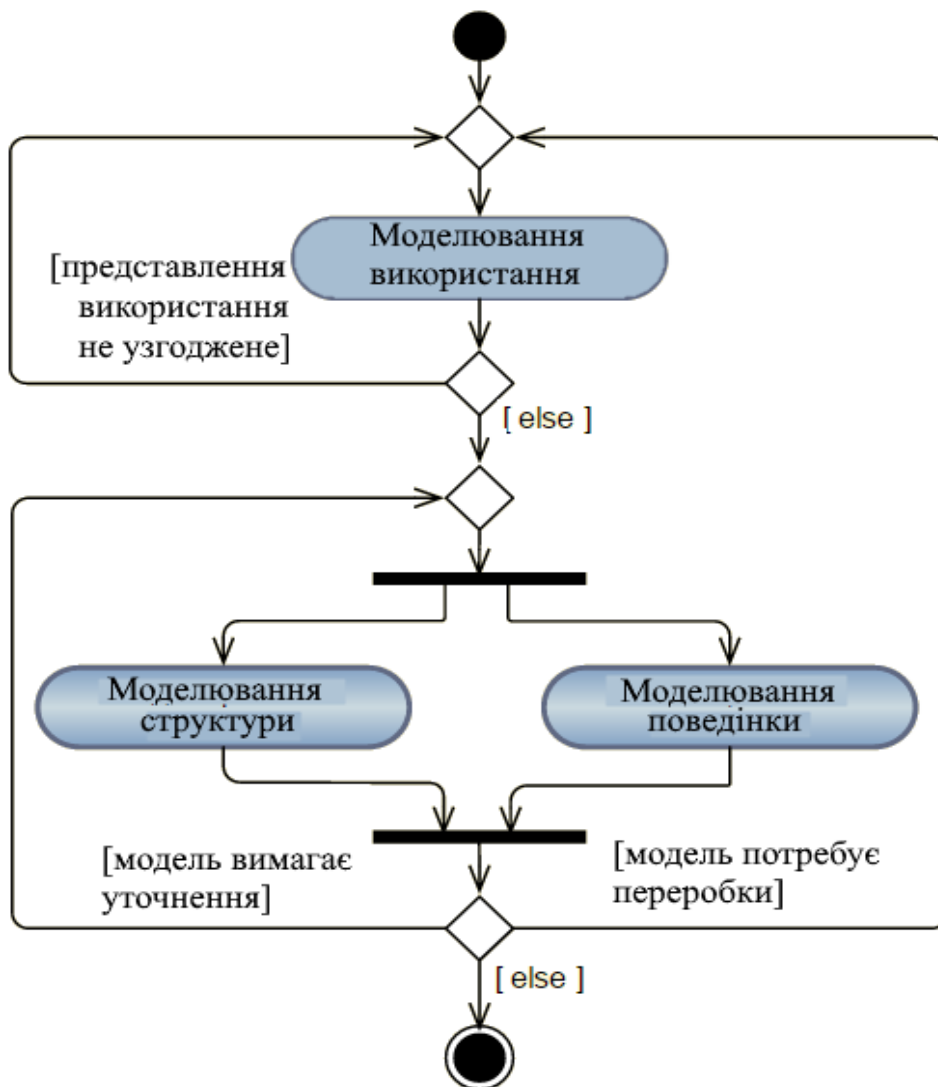 Моделювання
використання
[представлення
використання
не узгоджене]
[ else ]
Моделювання
структури
Моделювання
поведінки
[модель вимагає
уточнення]
[модель потребує
переробки]
[ else ]